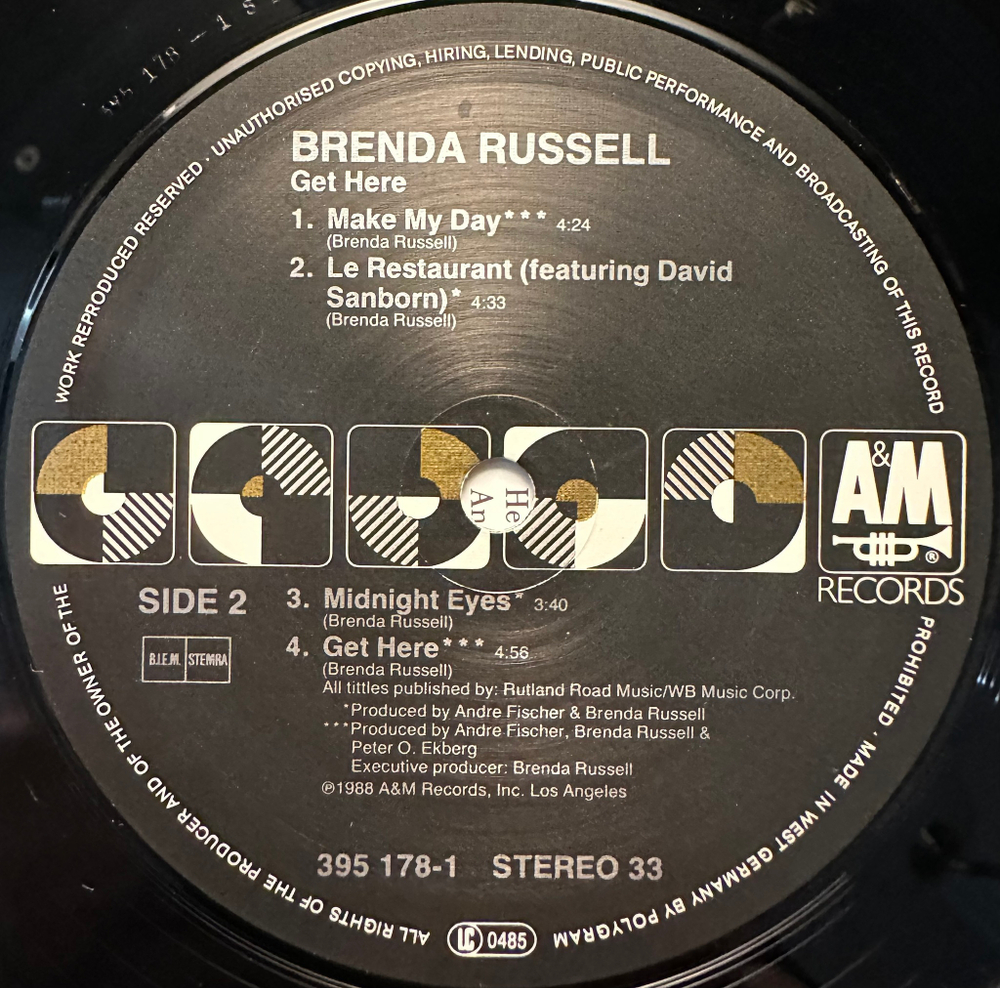 395 178-1 S
WORK REPRODUCED RESERVED · UNAUTHORISED COPYING, HIRING, LENDING, PUBLIC PERFORMANCE AND BROADCASTING OF THIS RECORD
BRENDA RUSSELL
Get Here
1. Make My Day*** 4:24
(Brenda Russell)
2. Le Restaurant (featuring David
Sanborn)* 4:33
(Brenda Russell)
A&M
®
RECORDS
He
An
SIDE 2
B.I.E.M. STEMRA
3. Midnight Eyes* 3:40
(Brenda Russell)
4. Get Here*** 4:56
(Brenda Russell)
All tittles published by: Rutland Road Music/WB Music Corp.
*Produced by Andre Fischer & Brenda Russell
***Produced by Andre Fischer, Brenda Russell &
Peter O. Ekberg
Executive producer: Brenda Russell
℗1988 A&M Records, Inc. Los Angeles
395 178-1 STEREO 33
PROHIBITED · MADE IN WEST GERMANY BY POLYGRAM
LC 0485
ALL RIGHTS OF THE PRODUCER AND OF THE OWNER OF THE